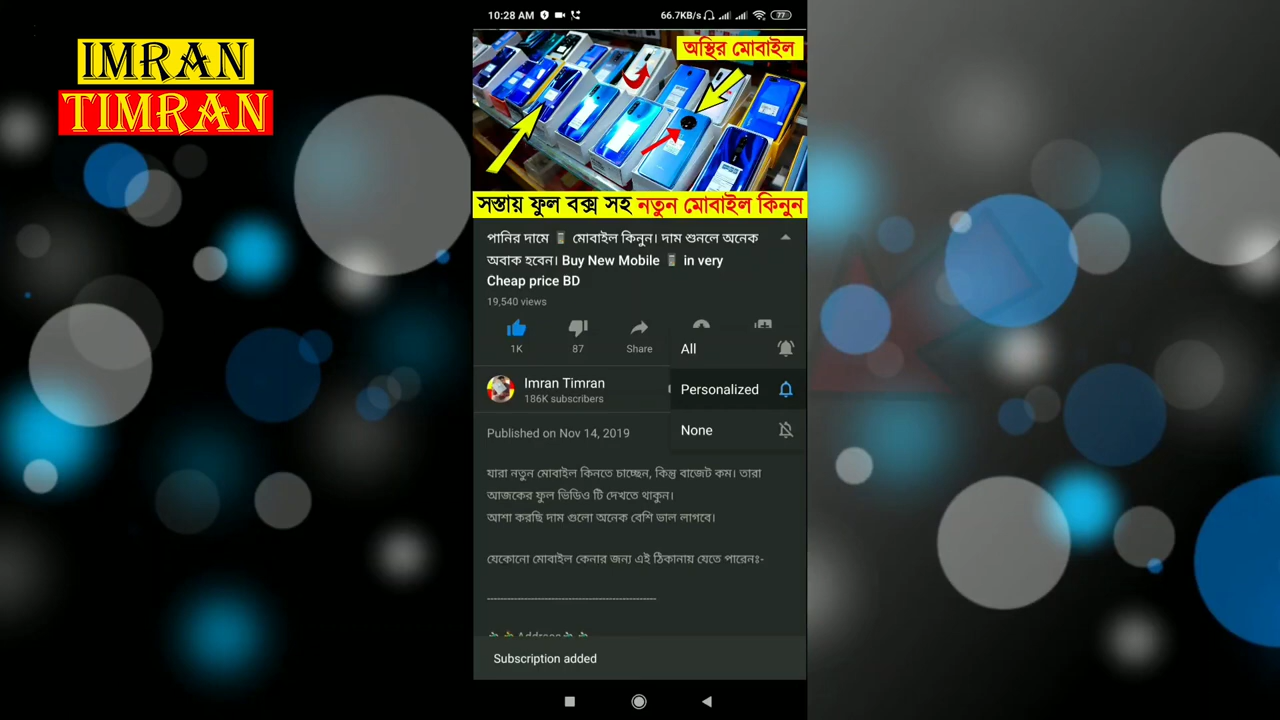 IMRAN
TIMRAN
10:28 AM
66.7KB/s
77
অস্থির মোবাইল
সস্তায় ফুল বক্স সহ নতুন মোবাইল কিনুন
পানির দামে 📱 মোবাইল কিনুন। দাম শুনলে অনেক
অবাক হবেন। Buy New Mobile 📱 in very
Cheap price BD
19,540 views
1K
87
Share
All
Imran Timran
186K subscribers
Personalized
None
Published on Nov 14, 2019
যারা নতুন মোবাইল কিনতে চাচ্ছেন, কিন্তু বাজেট কম। তারা
আজকের ফুল ভিডিও টি দেখতে থাকুন।
আশা করছি দাম গুলো অনেক বেশি ভাল লাগবে।
যেকোনো মোবাইল কেনার জন্য এই ঠিকানায় যেতে পারেনঃ-
--------------------------------------------------
Address
Subscription added